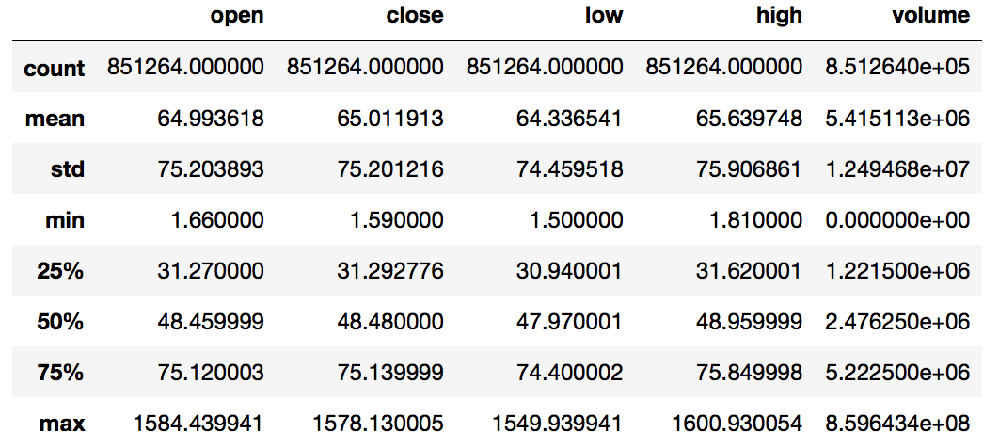 open close low high volume
count 851264.000000 851264.000000 851264.000000 851264.000000 8.512640e+05
mean 64.993618 65.011913 64.336541 65.639748 5.415113e+06
std 75.203893 75.201216 74.459518 75.906861 1.249468e+07
min 1.660000 1.590000 1.500000 1.810000 0.000000e+00
25% 31.270000 31.292776 30.940001 31.620001 1.221500e+06
50% 48.459999 48.480000 47.970001 48.959999 2.476250e+06
75% 75.120003 75.139999 74.400002 75.849998 5.222500e+06
max 1584.439941 1578.130005 1549.939941 1600.930054 8.596434e+08